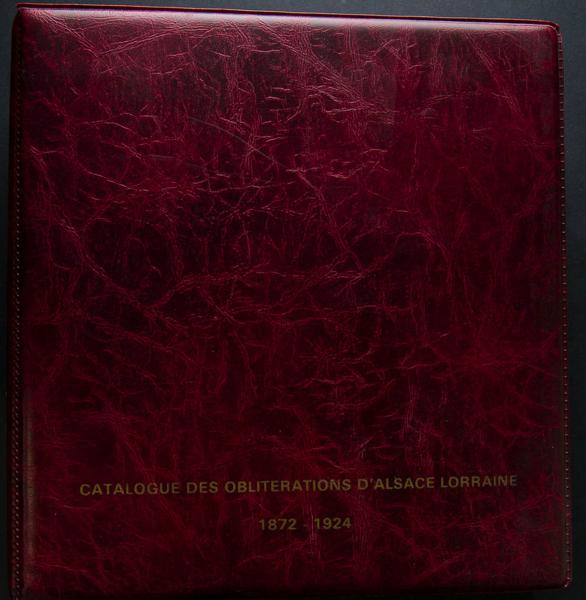 CATALOGUE DES OBLITERATIONS D'ALSACE LORRAINE
1872 - 1924